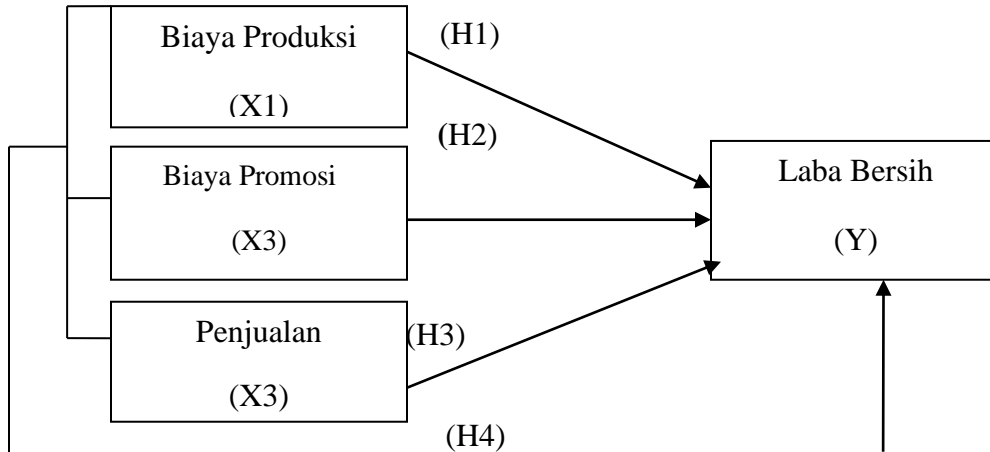 Biaya Produksi
(X1)
(H1)
(H2)
Biaya Promosi
(X3)
Laba Bersih
(Y)
Penjualan
(X3)
(H3)
(H4)